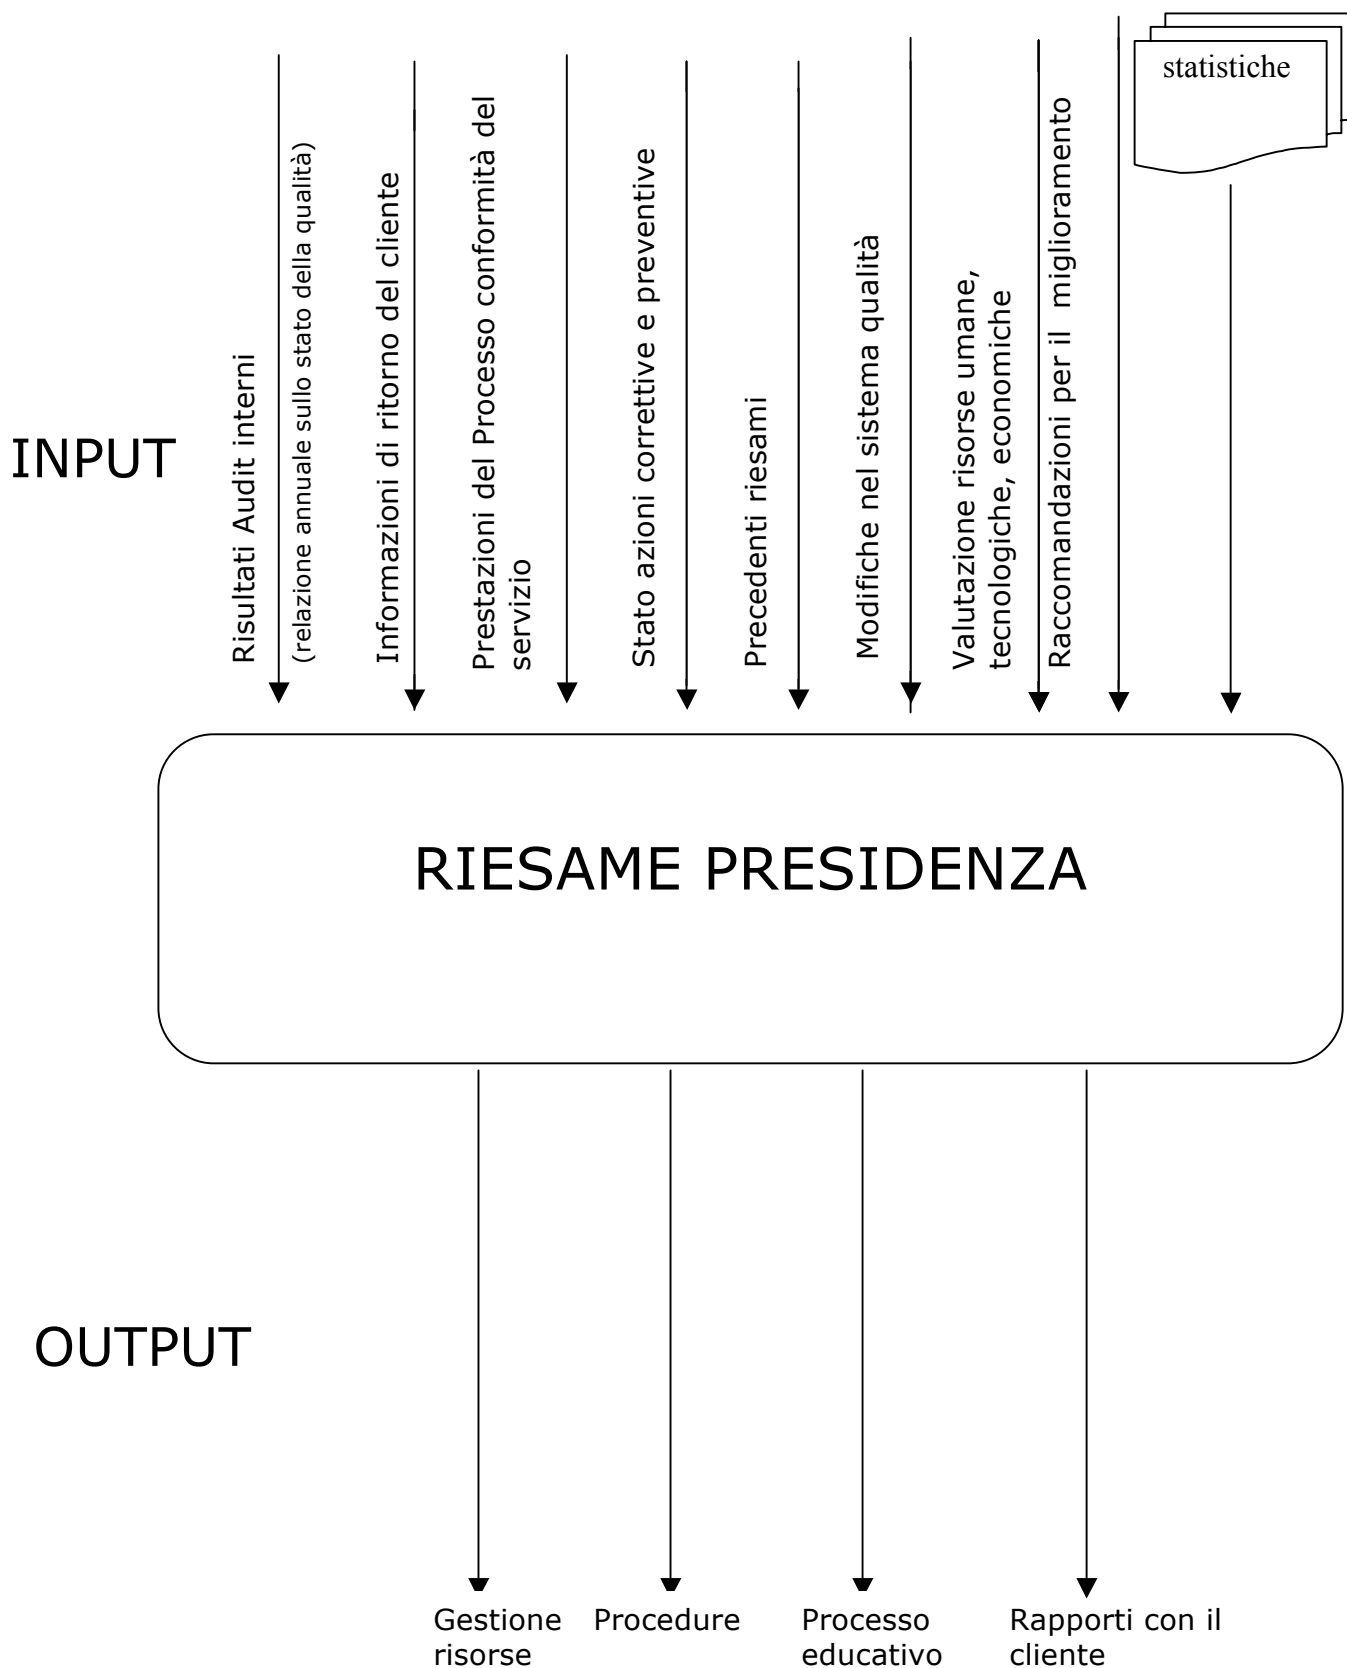 statistiche
INPUT
Risultati Audit interni
(relazione annuale sullo stato della qualità)
Informazioni di ritorno del cliente
Prestazioni del Processo conformità del
servizio
Stato azioni correttive e preventive
Precedenti riesami
Modifiche nel sistema qualità
Valutazione risorse umane,
tecnologiche, economiche
Raccomandazioni per il miglioramento
RIESAME PRESIDENZA
OUTPUT
Gestione
risorse
Procedure
Processo
educativo
Rapporti con il
cliente